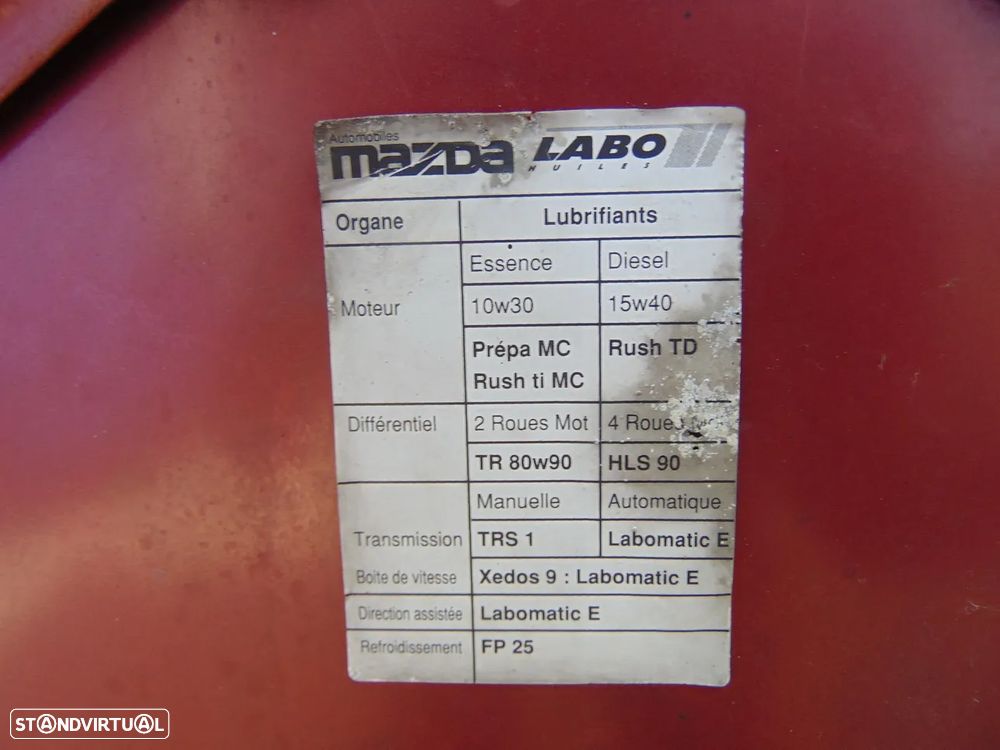 Automobiles
mazda LABO
HUILES
Organe Lubrifiants
Essence Diesel
Moteur 10w30 15w40
Prépa MC Rush TD
Rush ti MC
Différentiel 2 Roues Mot 4 Roues
TR 80w90 HLS 90
Manuelle Automatique
Transmission TRS 1 Labomatic E
Boite de vitesse Xedos 9 : Labomatic E
Direction assistée Labomatic E
Refroidissement FP 25
STANDVIRTUAL